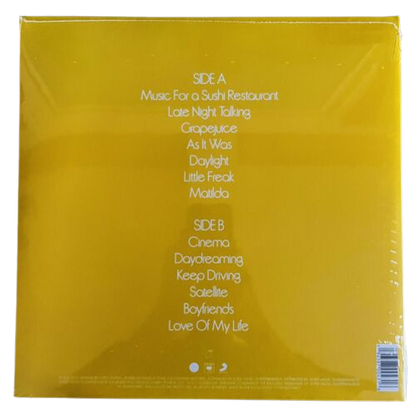 SIDE A
Music For a Sushi Restaurant
Late Night Talking
Grapejuice
As It Was
Daylight
Little Freak
Matilda
SIDE B
Cinema
Daydreaming
Keep Driving
Satellite
Boyfriends
Love Of My Life